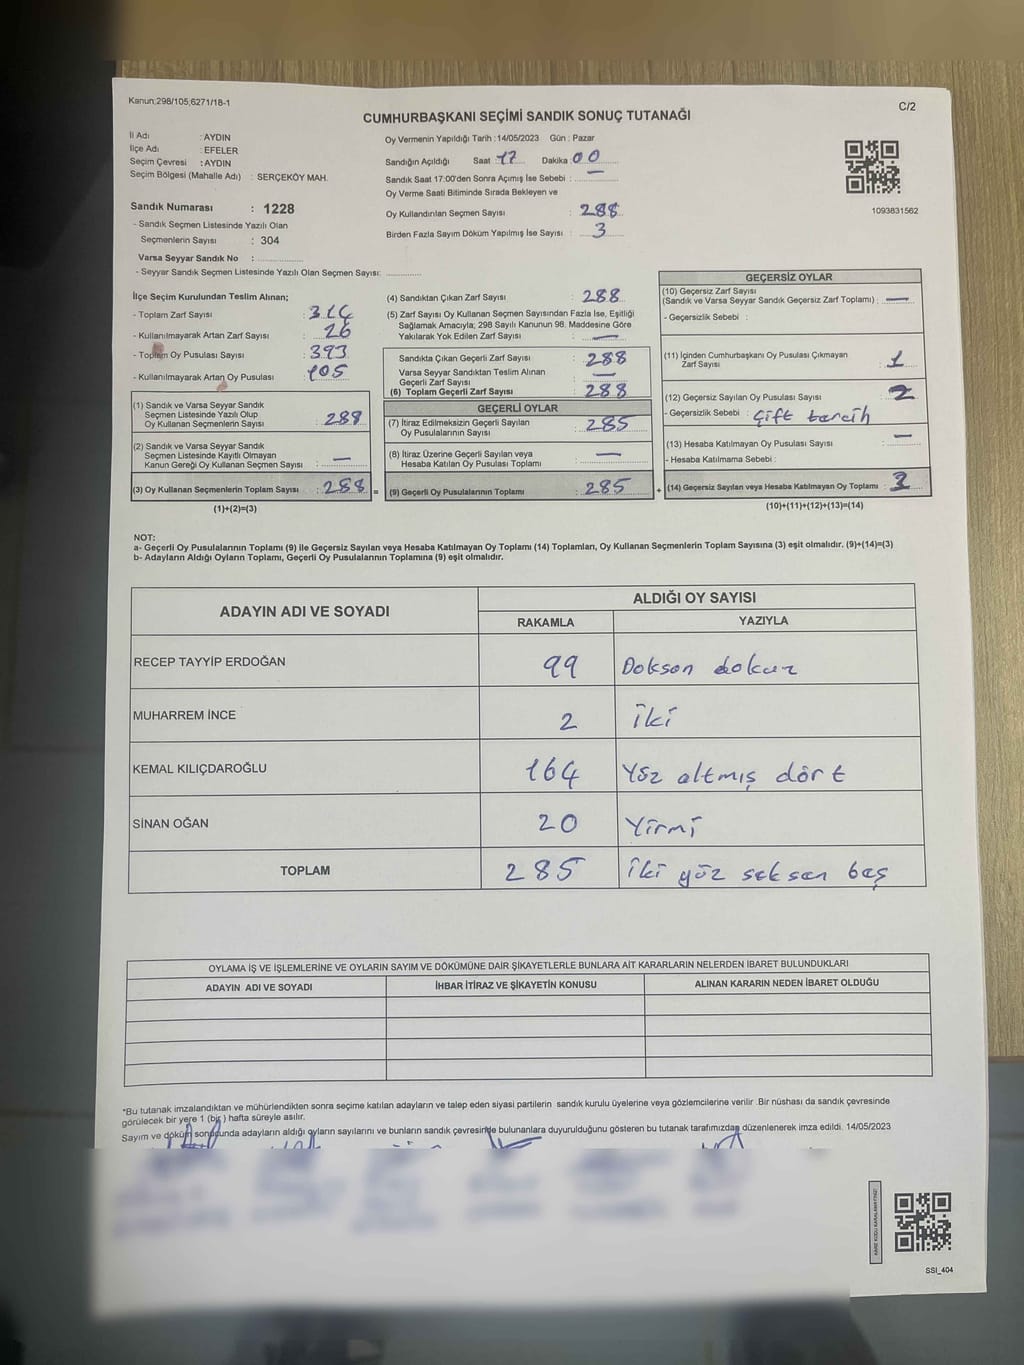 Kanun;298/105;6271/18-1
C/2
CUMHURBAŞKANI SEÇİMİ SANDIK SONUÇ TUTANAĞI
İl Adı : AYDIN
İlçe Adı : EFELER
Seçim Çevresi : AYDIN
Seçim Bölgesi (Mahalle Adı) : SERÇEKÖY MAH.
Sandık Numarası : 1228
- Sandık Seçmen Listesinde Yazılı Olan
Seçmenlerin Sayısı : 304
Varsa Seyyar Sandık No :
- Seyyar Sandık Seçmen Listesinde Yazılı Olan Seçmen Sayısı:
Oy Vermenin Yapıldığı Tarih : 14/05/2023 Gün : Pazar
Sandığın Açıldığı Saat 17 Dakika : 00
Sandık Saat 17:00'den Sonra Açımış İse Sebebi : —
Oy Verme Saati Bitiminde Sırada Bekleyen ve
Oy Kullandırılan Seçmen Sayısı : 288
Birden Fazla Sayım Döküm Yapılmış İse Sayısı : 3
1093831562
İlçe Seçim Kurulundan Teslim Alınan;
- Toplam Zarf Sayısı :
- Kullanılmayarak Artan Zarf Sayısı : 26
- Toplam Oy Pusulası Sayısı : 393
- Kullanılmayarak Artan Oy Pusulası : 105
(1) Sandık ve Varsa Seyyar Sandık
Seçmen Listesinde Yazılı Olup
Oy Kullanan Seçmenlerin Sayısı : 288
(2) Sandık ve Varsa Seyyar Sandık
Seçmen Listesinde Kayıtlı Olmayan
Kanun Gereği Oy Kullanan Seçmen Sayısı : —
(3) Oy Kullanan Seçmenlerin Toplam Sayısı : 288 =
(1)+(2)=(3)
(4) Sandıktan Çıkan Zarf Sayısı : 288
(5) Zarf Sayısı Oy Kullanan Seçmen Sayısından Fazla İse, Eşitliği
Sağlamak Amacıyla; 298 Sayılı Kanunun 98. Maddesine Göre
Yakılarak Yok Edilen Zarf Sayısı : —
Sandıkta Çıkan Geçerli Zarf Sayısı : 288
Varsa Seyyar Sandıktan Teslim Alınan
Geçerli Zarf Sayısı : —
(6) Toplam Geçerli Zarf Sayısı : 288
GEÇERLİ OYLAR
(7) İtiraz Edilmeksizin Geçerli Sayılan
Oy Pusulalarının Sayısı : 285
(8) İtiraz Üzerine Geçerli Sayılan veya
Hesaba Katılan Oy Pusulası Toplamı : —
(9) Geçerli Oy Pusulalarının Toplamı : 285 +
GEÇERSİZ OYLAR
(10) Geçersiz Zarf Sayısı
(Sandık ve Varsa Seyyar Sandık Geçersiz Zarf Toplamı) : —
- Geçersizlik Sebebi :
(11) İçinden Cumhurbaşkanı Oy Pusulası Çıkmayan
Zarf Sayısı : 1
(12) Geçersiz Sayılan Oy Pusulası Sayısı : 2
- Geçersizlik Sebebi : Çift tercih
(13) Hesaba Katılmayan Oy Pusulası Sayısı : —
- Hesaba Katılmama Sebebi :
(14) Geçersiz Sayılan veya Hesaba Katılmayan Oy Toplamı : 3
(10)+(11)+(12)+(13)=(14)
NOT:
a- Geçerli Oy Pusulalarının Toplamı (9) ile Geçersiz Sayılan veya Hesaba Katılmayan Oy Toplamı (14) Toplamları, Oy Kullanan Seçmenlerin Toplam Sayısına (3) eşit olmalıdır. (9)+(14)=(3)
b- Adayların Aldığı Oyların Toplamı, Geçerli Oy Pusulalarının Toplamına (9) eşit olmalıdır.
ADAYIN ADI VE SOYADI
ALDIĞI OY SAYISI
RAKAMLA YAZIYLA
RECEP TAYYİP ERDOĞAN 99 Doksan dokuz
MUHARREM İNCE 2 iki
KEMAL KILIÇDAROĞLU 164 Yüz altmış dört
SİNAN OĞAN 20 Yirmi
TOPLAM 285 iki yüz seksen beş
OYLAMA İŞ VE İŞLEMLERİNE VE OYLARIN SAYIM VE DÖKÜMÜNE DAİR ŞİKAYETLERLE BUNLARA AİT KARARLARIN NELERDEN İBARET BULUNDUKLARI
ADAYIN ADI VE SOYADI İHBAR İTİRAZ VE ŞİKAYETİN KONUSU ALINAN KARARIN NEDEN İBARET OLDUĞU
*Bu tutanak imzalandıktan ve mühürlendikten sonra seçime katılan adayların ve talep eden siyasi partilerin sandık kurulu üyelerine veya gözlemcilerine verilir .Bir nüshası da sandık çevresinde
görülecek bir yere 1 (bir ) hafta süreyle asılır.
Sayım ve döküm sonucunda adayların aldığı oyların sayılarını ve bunların sandık çevresinde bulunanlara duyurulduğunu gösteren bu tutanak tarafımızdan düzenlenerek imza edildi. 14/05/2023
SSI_404